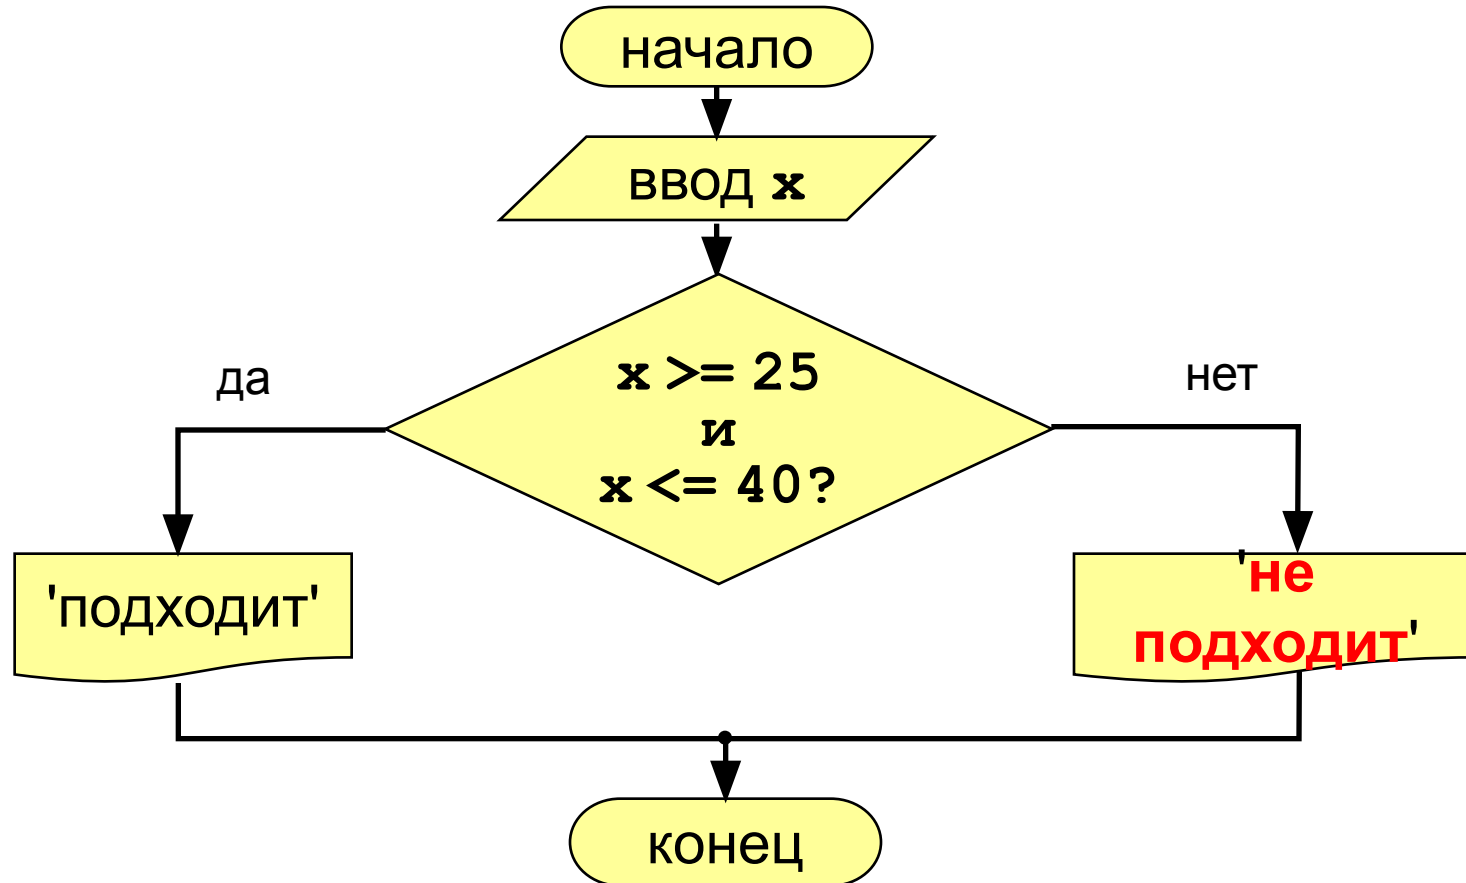 начало
ввод x
x >= 25
и
x <= 40?
да
нет
'подходит'
'не
подходит'
конец